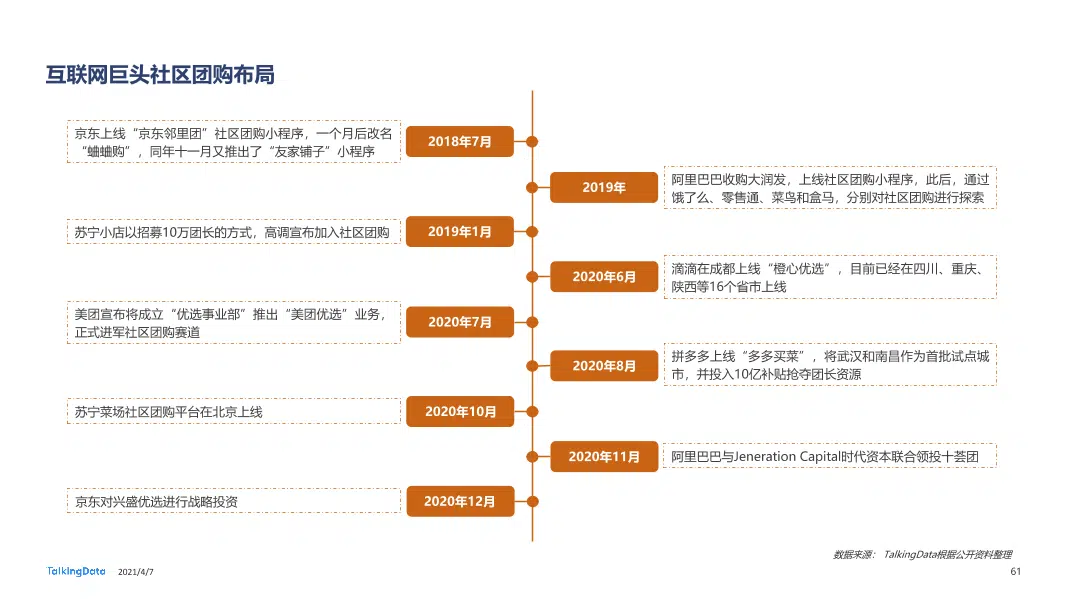 互联网巨头社区团购布局
京东上线“京东邻里团”社区团购小程序，一个月后改名
“蛐蛐购”，同年十一月又推出了“友家铺子”小程序
2018年7月
2019年
阿里巴巴收购大润发，上线社区团购小程序，此后，通过
饿了么、零售通、菜鸟和盒马，分别对社区团购进行探索
苏宁小店以招募10万团长的方式，高调宣布加入社区团购
2019年1月
2020年6月
滴滴在成都上线“橙心优选”，目前已经在四川、重庆、
陕西等16个省市上线
美团宣布将成立“优选事业部”推出“美团优选”业务，
正式进军社区团购赛道
2020年7月
2020年8月
拼多多上线“多多买菜”，将武汉和南昌作为首批试点城
市，并投入10亿补贴抢夺团长资源
苏宁菜场社区团购平台在北京上线
2020年10月
2020年11月
阿里巴巴与Jeneration Capital时代资本联合领投十荟团
京东对兴盛优选进行战略投资
2020年12月
数据来源： TalkingData根据公开资料整理
TalkingData
2021/4/7
61